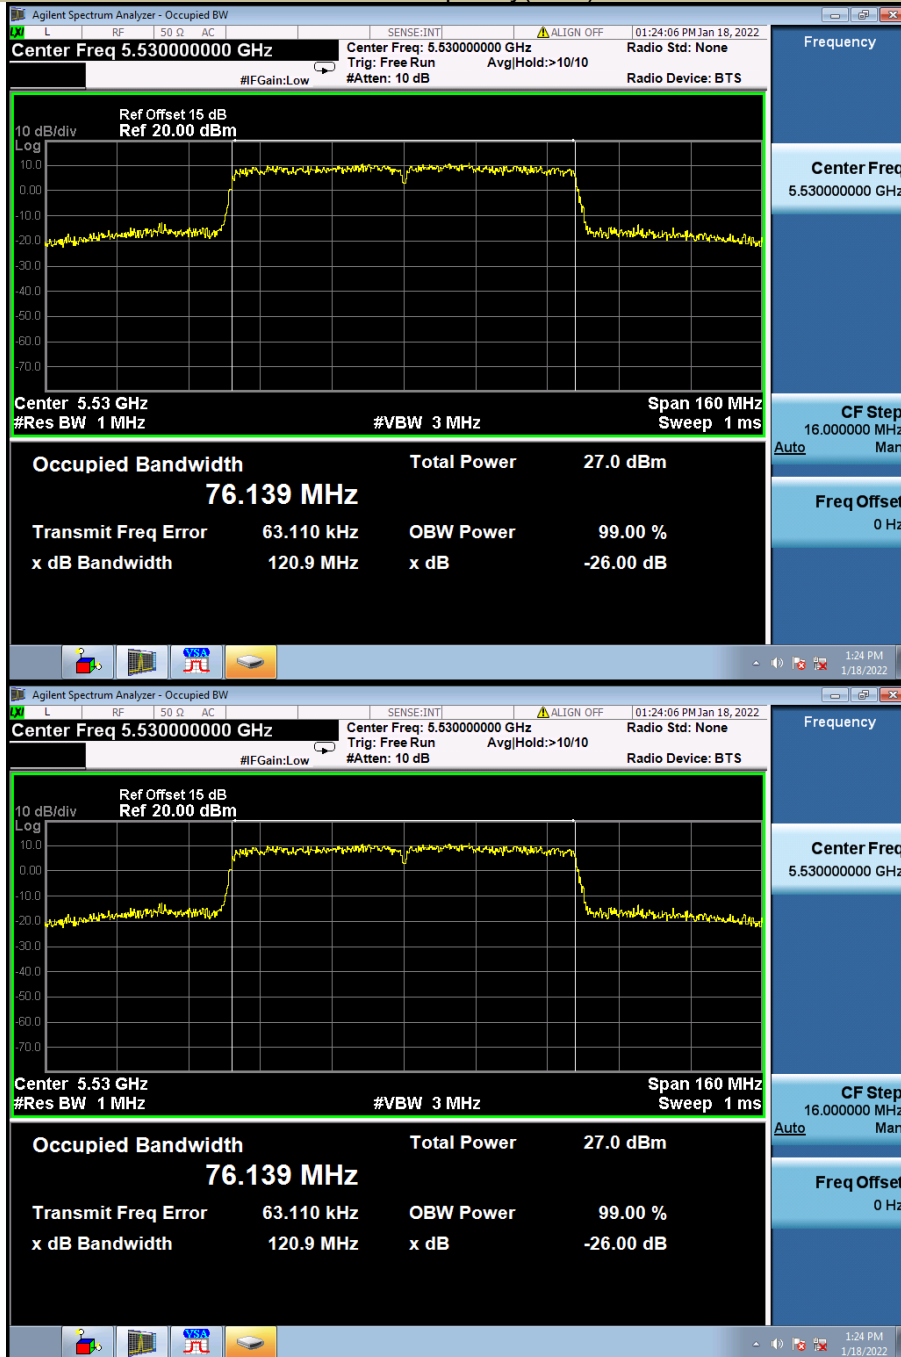 Agilent Spectrum Analyzer - Occupied BW
LXI L RF 50 Ω AC SENSE:INT ALIGN OFF 01:24:06 PM Jan 18, 2022
Center Freq 5.530000000 GHz
Center Freq: 5.530000000 GHz Radio Std: None
Trig: Free Run Avg|Hold:>10/10
#IFGain:Low #Atten: 10 dB Radio Device: BTS
Frequency
Ref Offset 15 dB
10 dB/div Ref 20.00 dBm
Log
10.0
0.00
-10.0
-20.0
-30.0
-40.0
-50.0
-60.0
-70.0
Center 5.53 GHz Span 160 MHz
#Res BW 1 MHz #VBW 3 MHz Sweep 1 ms
Center Freq
5.530000000 GHz
CF Step
16.000000 MHz
Auto Man
Freq Offset
0 Hz
Occupied Bandwidth Total Power 27.0 dBm
76.139 MHz
Transmit Freq Error 63.110 kHz OBW Power 99.00 %
x dB Bandwidth 120.9 MHz x dB -26.00 dB
VSA
1:24 PM
1/18/2022
Agilent Spectrum Analyzer - Occupied BW
LXI L RF 50 Ω AC SENSE:INT ALIGN OFF 01:24:06 PM Jan 18, 2022
Center Freq 5.530000000 GHz
Center Freq: 5.530000000 GHz Radio Std: None
Trig: Free Run Avg|Hold:>10/10
#IFGain:Low #Atten: 10 dB Radio Device: BTS
Frequency
Ref Offset 15 dB
10 dB/div Ref 20.00 dBm
Log
10.0
0.00
-10.0
-20.0
-30.0
-40.0
-50.0
-60.0
-70.0
Center 5.53 GHz Span 160 MHz
#Res BW 1 MHz #VBW 3 MHz Sweep 1 ms
Center Freq
5.530000000 GHz
CF Step
16.000000 MHz
Auto Man
Freq Offset
0 Hz
Occupied Bandwidth Total Power 27.0 dBm
76.139 MHz
Transmit Freq Error 63.110 kHz OBW Power 99.00 %
x dB Bandwidth 120.9 MHz x dB -26.00 dB
VSA
1:24 PM
1/18/2022